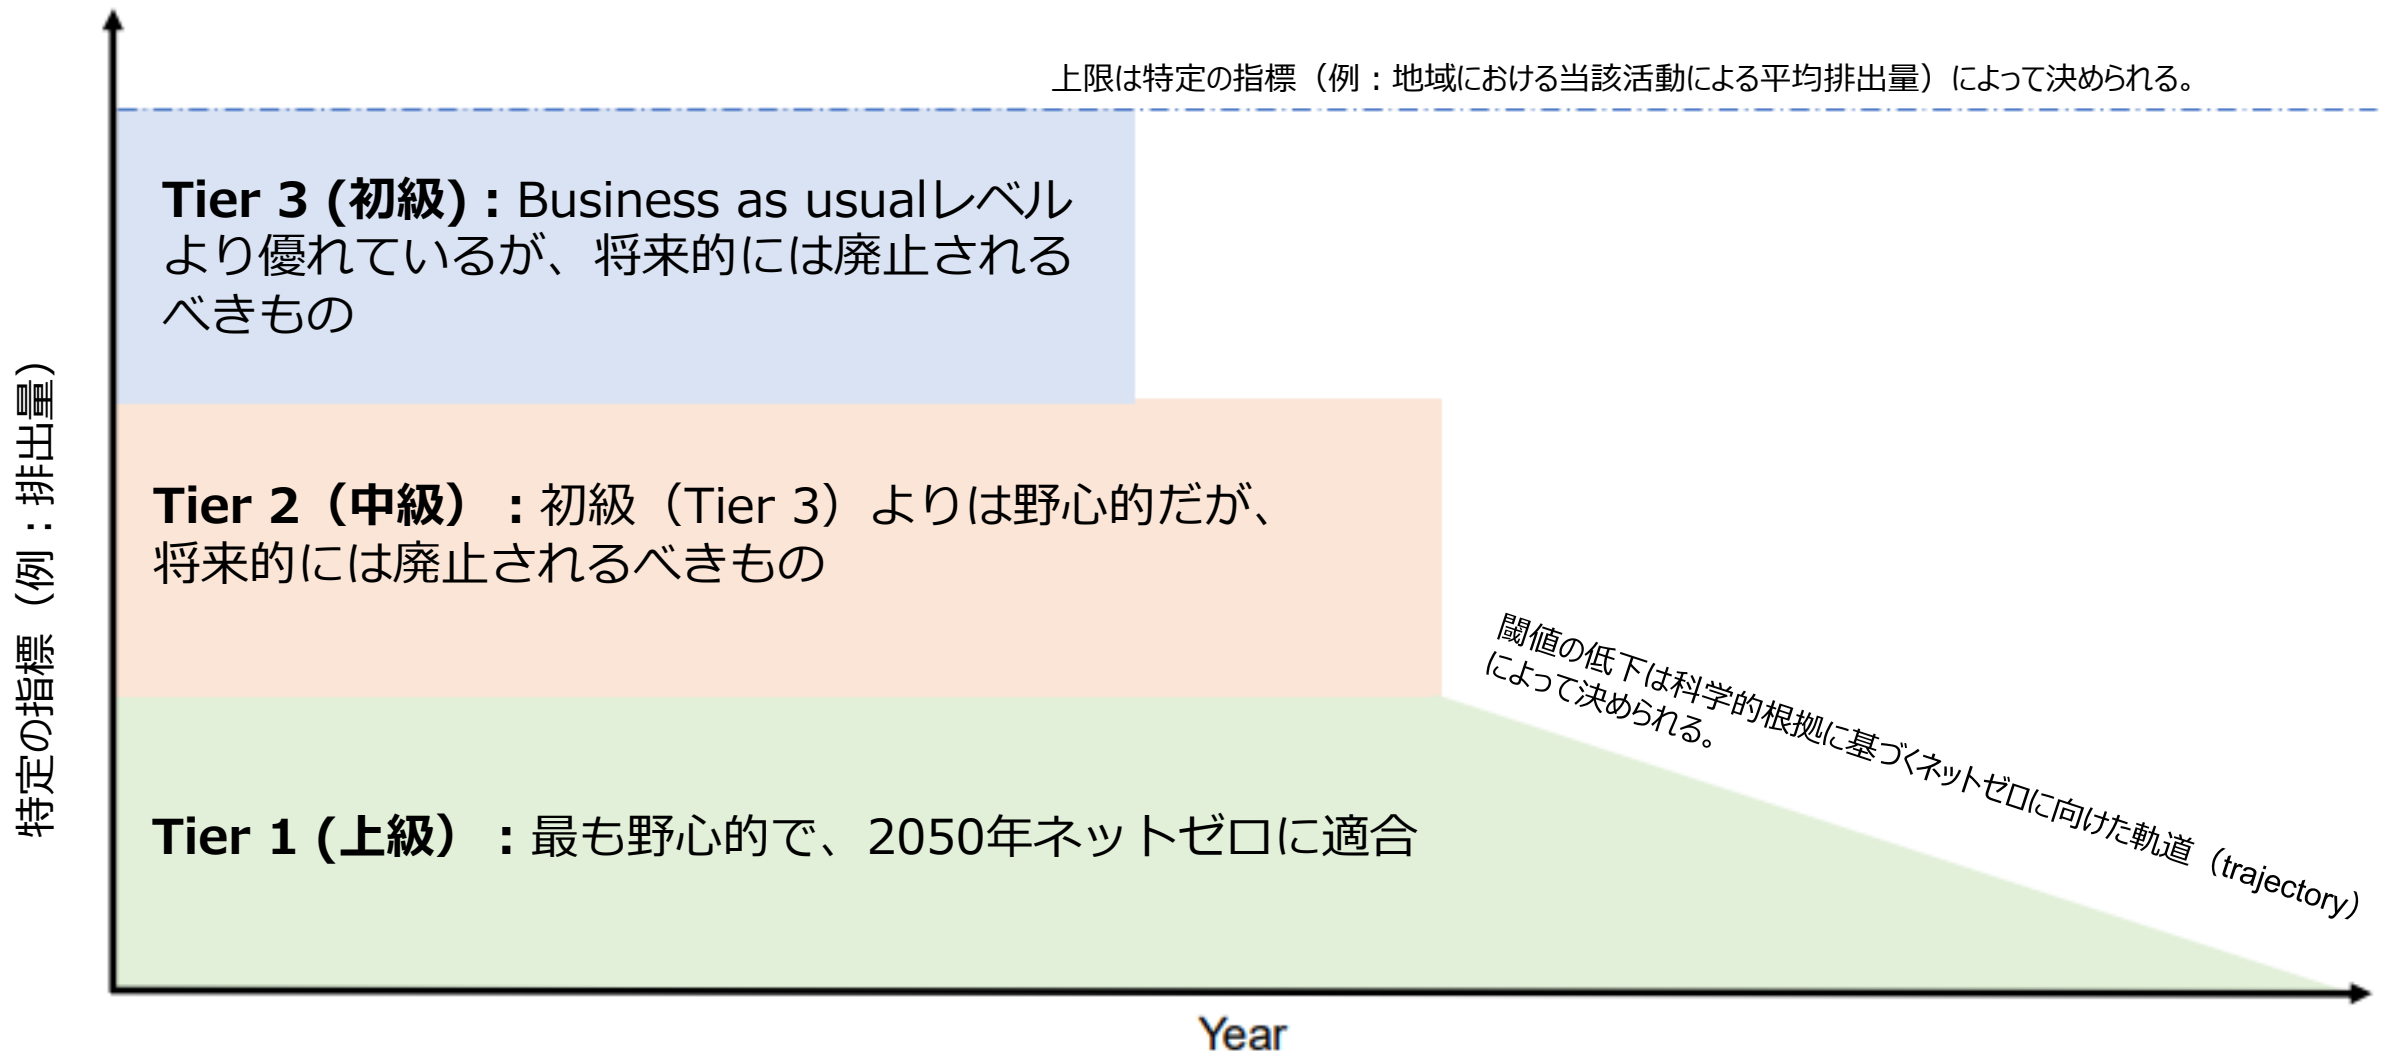 上限は特定の指標（例：地域における当該活動による平均排出量）によって決められる。
Tier 3 (初級)：Business as usualレベル
より優れているが、将来的には廃止される
べきもの
特定の指標（例：排出量）
Tier 2（中級）：初級（Tier 3）よりは野心的だが、
将来的には廃止されるべきもの
閾値の低下は科学的根拠に基づくネットゼロに向けた軌道（trajectory）
によって決められる。
Tier 1 (上級）：最も野心的で、2050年ネットゼロに適合
Year